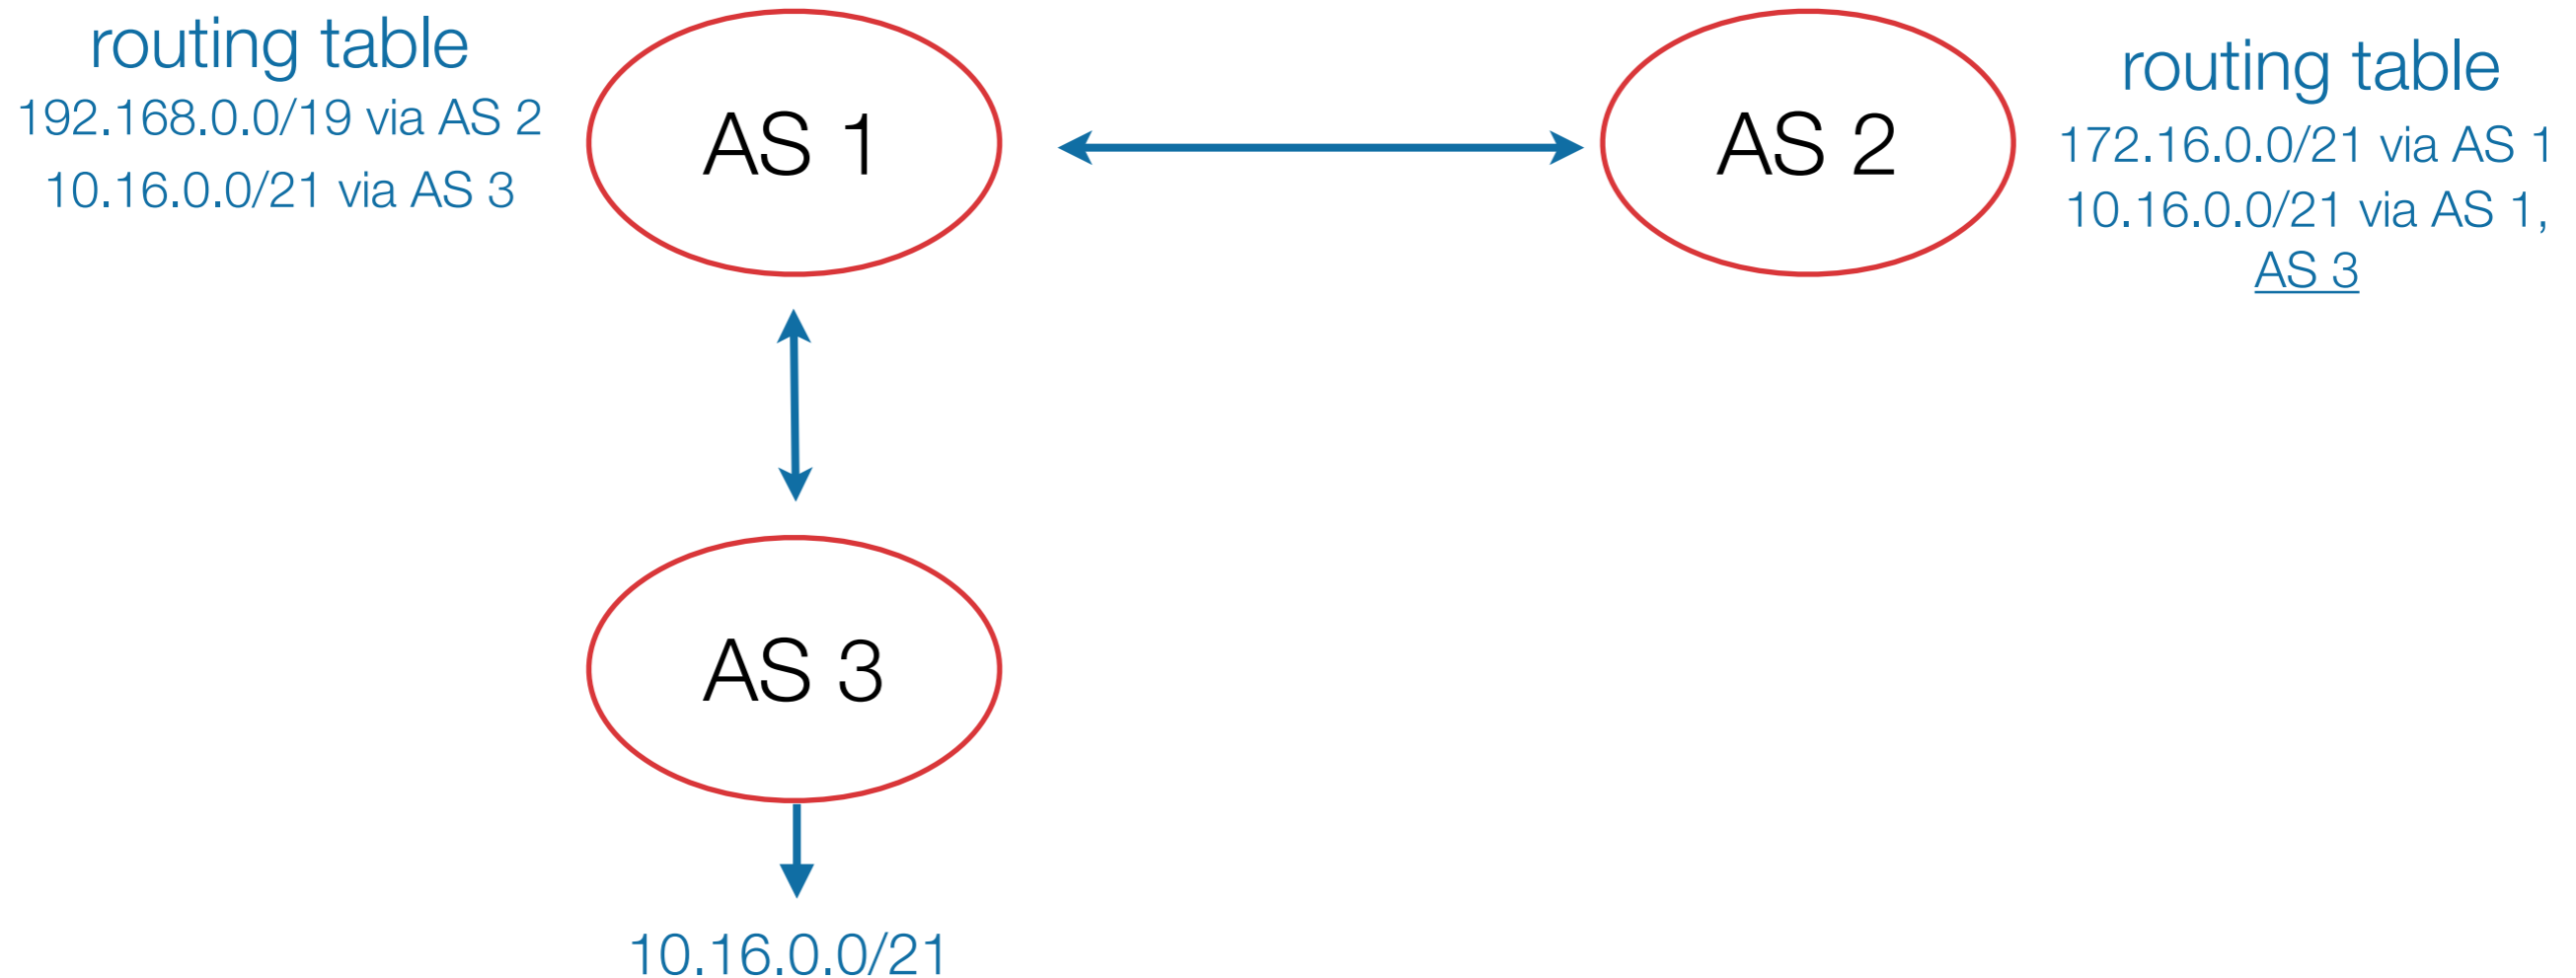 routing table
192.168.0.0/19 via AS 2
10.16.0.0/21 via AS 3
AS 1
AS 2
routing table
172.16.0.0/21 via AS 1
10.16.0.0/21 via AS 1,
AS 3
AS 3
10.16.0.0/21